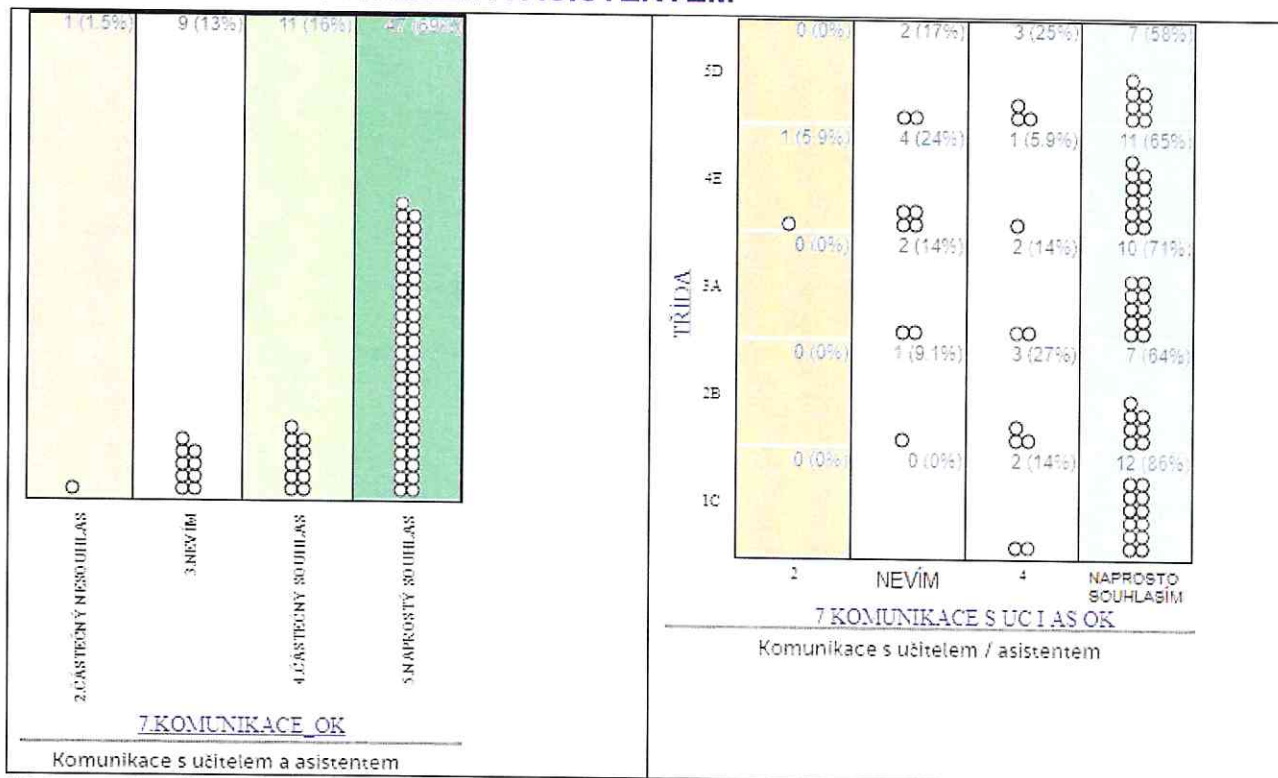 1 (1.5%) 9 (13%) 11 (16%) 47 (69%)
2.ČÁSTEČNÝ NESOUHLAS
3.NEVÍM
4.ČÁSTEČNÝ SOUHLAS
5.NAPROSTÝ SOUHLAS
7.KOMUNIKACE_OK
Komunikace s učitelem a asistentem
TŘÍDA
5D
0 (0%) 2 (17%) 3 (25%) 7 (58%)
4E
1 (5.9%) 4 (24%) 1 (5.9%) 11 (65%)
3A
0 (0%) 2 (14%) 2 (14%) 10 (71%)
2B
0 (0%) 1 (9.1%) 3 (27%) 7 (64%)
1C
0 (0%) 0 (0%) 2 (14%) 12 (86%)
2 NEVÍM 4 NAPROSTO
SOUHLASÍM
7 KOMUNIKACE S UC I AS OK
Komunikace s učitelem / asistentem